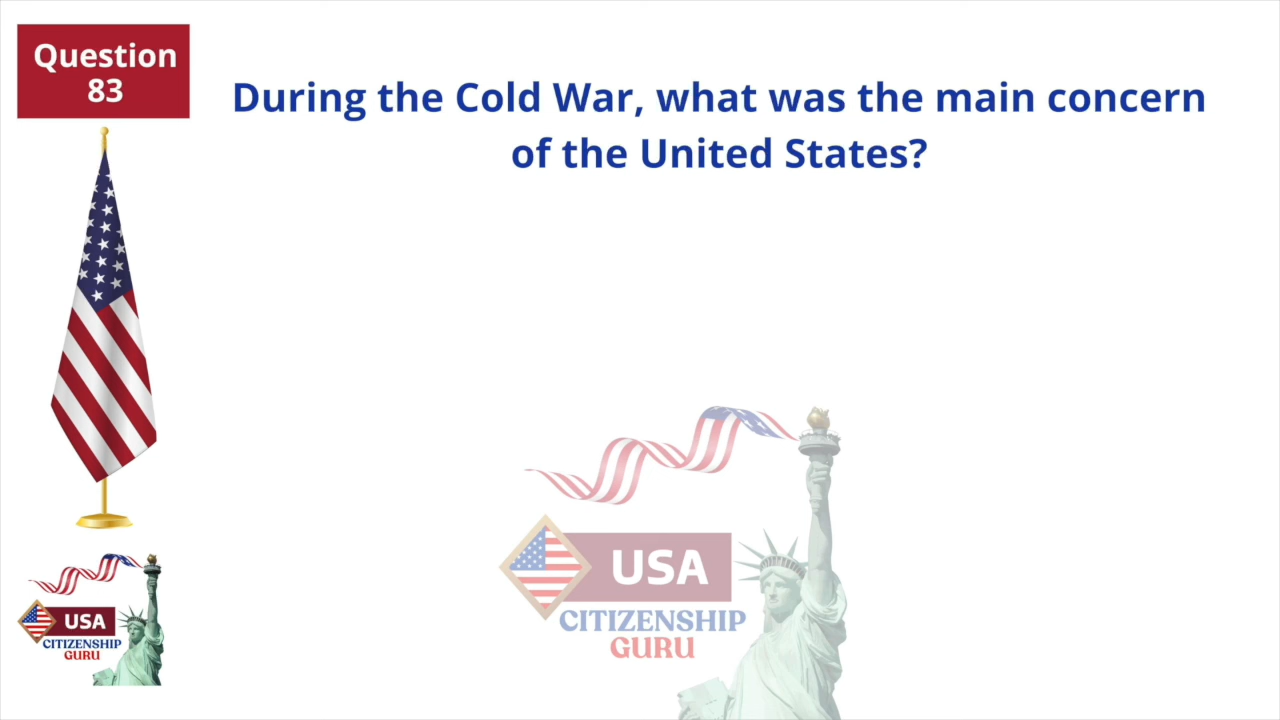 Question
83
During the Cold War, what was the main concern
of the United States?
USA
CITIZENSHIP
GURU
USA
CITIZENSHIP
GURU